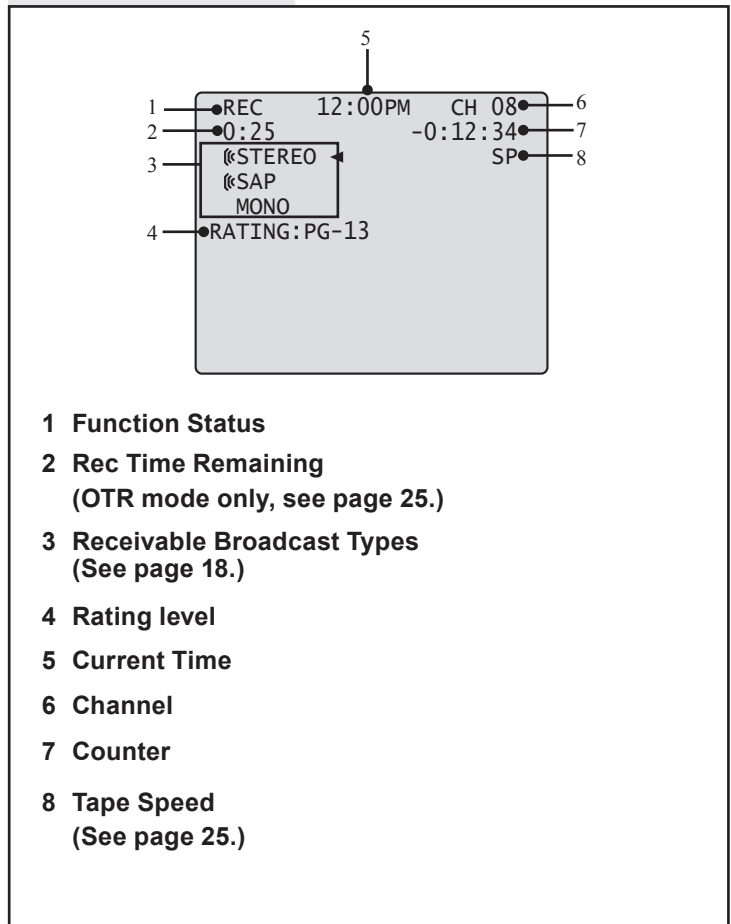 5
1 REC 12:00PM CH 08 6
2 0:25 -0:12:34 7
3 STEREO ◄ SP 8
SAP
MONO
4 RATING:PG-13
1 Function Status
2 Rec Time Remaining
(OTR mode only, see page 25.)
3 Receivable Broadcast Types
(See page 18.)
4 Rating level
5 Current Time
6 Channel
7 Counter
8 Tape Speed
(See page 25.)